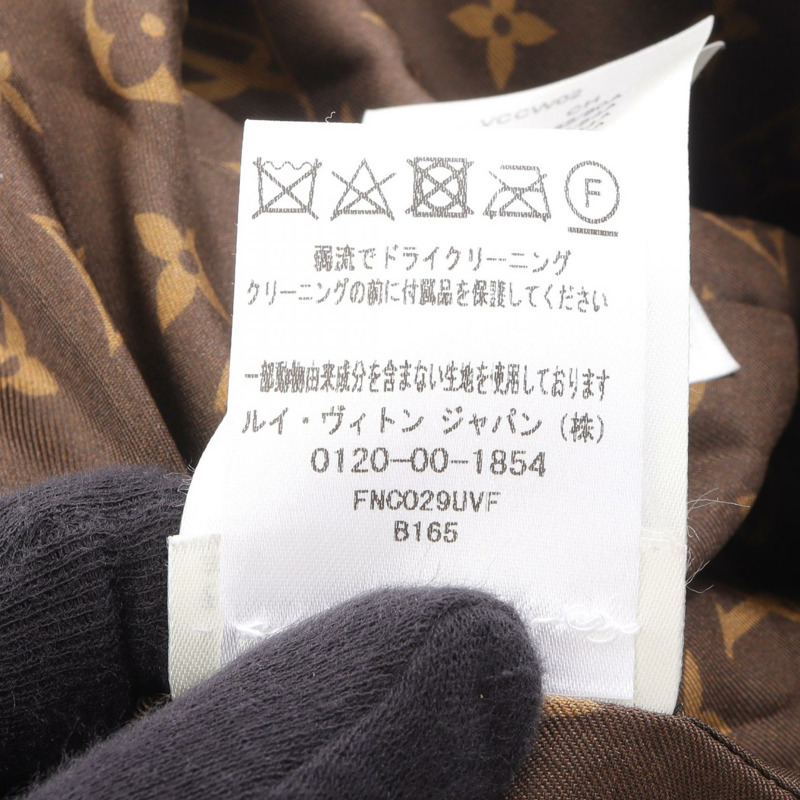 VCCW02
F
弱流でドライクリーニング
クリーニングの前に付属品を保護してください
一部動物由来成分を含まない生地を使用しております
ルイ・ヴィトン ジャパン（株）
0120-00-1854
FNCO29UVF
B165